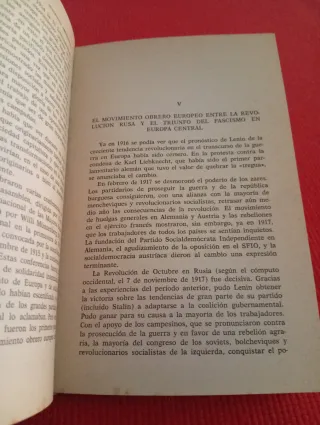 V
EL MOVIMIENTO OBRERO EUROPEO ENTRE LA REVO-
LUCION RUSA Y EL TRIUNFO DEL FASCISMO EN
EUROPA CENTRAL
Ya en 1916 se podía ver que el pronóstico de Lenin de la
creciente tendencia revolucionaria en el transcurso de la gue-
rra en Europa había sido correcto. En la protesta contra la
condena de Karl Liebknecht, que había sido el primer par-
lamentario alemán que tuvo el coraje de quebrar la «tregua»,
se anunciaba el cambio.
En febrero de 1917 se desmoronó el poderío de los zares.
Los partidarios de proseguir la guerra y de la república
burguesa consiguieron, en una alianza con la mayoría de
mencheviques y revolucionarios socialistas, retrasar aún más
días las consecuencias de la revolución. El movimiento
de huelgas generales en Alemania y Austria y las rebeliones
en el ejército francés mostraron, sin embargo, ya en 1917,
que los trabajadores de todos los países se sentían inquietos.
La fundación del Partido Socialdemócrata Independiente en
Alemania, el agudizamiento de la oposición en el SFIO, y la
socialdemocracia austríaca dieron al cambio una expresión
terminante.
La Revolución de Octubre en Rusia (según el cómputo
occidental, el 7 de noviembre de 1917) fue decisiva. Gracias
a las experiencias del período anterior, pudo Lenin obtener
la victoria sobre las tendencias de gran parte de su partido
(incluído Stalin) a adaptarse a la coalición gubernamental.
Pudo ganar para su causa a la mayoría de los trabajadores.
Con el apoyo de los campesinos, que se pronunciaron contra
la prosecución de la guerra y en favor de una rebelión agra-
ria, la mayoría del congreso de los soviets, bolcheviques y
revolucionarios socialistas de la izquierda, conquistar el po-